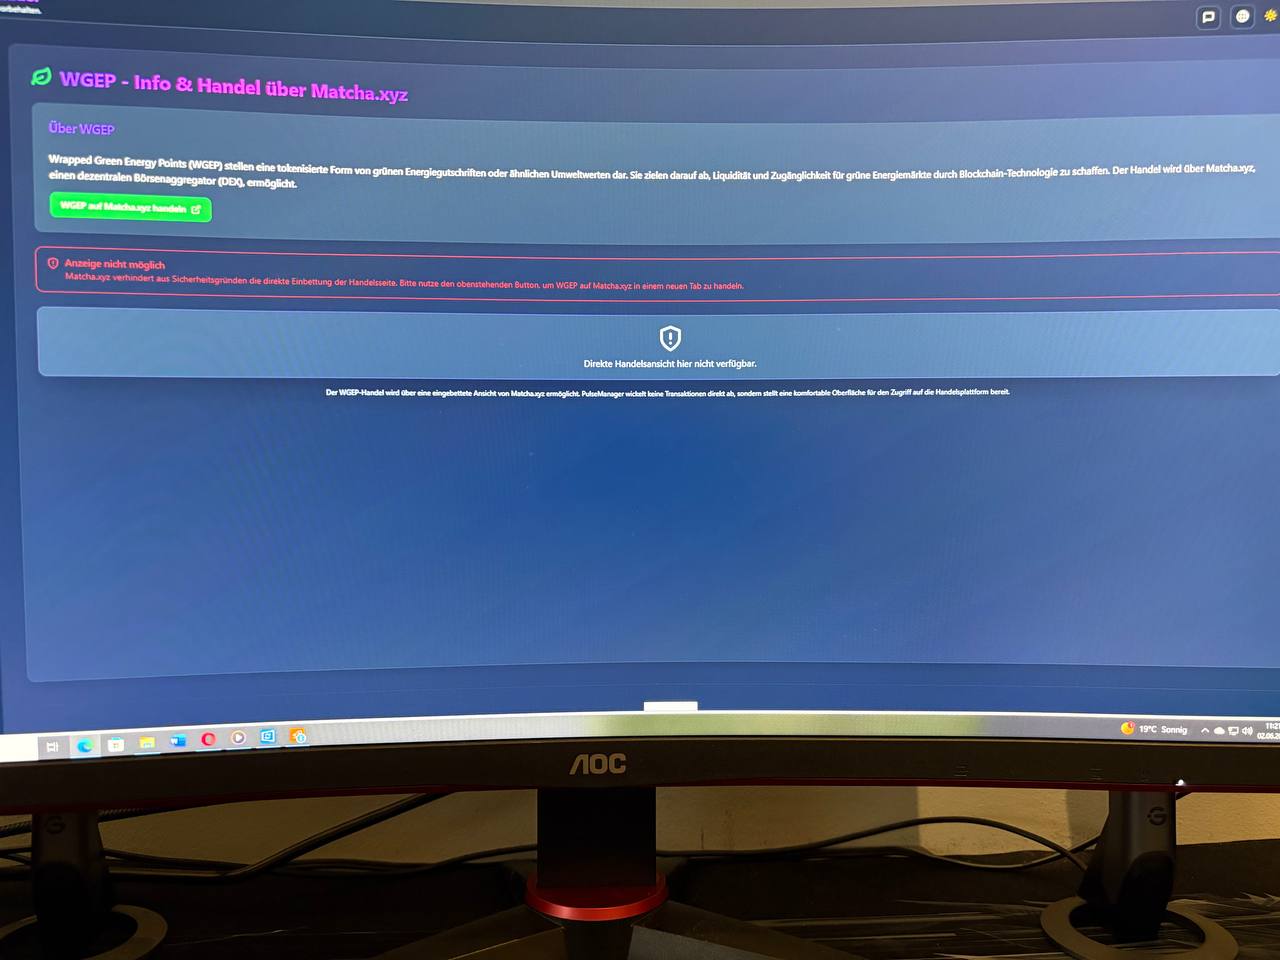 WGEP - Info & Handel über Matcha.xyz
Über WGEP
Wrapped Green Energy Points (WGEP) stellen eine tokenisierte Form von grünen Energiegutschriften oder ähnlichen Umweltwerten dar. Sie zielen darauf ab, Liquidität und Zugänglichkeit für grüne Energiemärkte durch Blockchain-Technologie zu schaffen. Der Handel wird über Matcha.xyz,
einen dezentralen Börsenaggregator (DEX), ermöglicht.
WGEP auf Matcha.xyz handeln
Anzeige nicht möglich
Matcha.xyz verhindert aus Sicherheitsgründen die direkte Einbettung der Handelsseite. Bitte nutze den obenstehenden Button, um WGEP auf Matcha.xyz in einem neuen Tab zu handeln.
Direkte Handelsansicht hier nicht verfügbar.
Der WGEP-Handel wird über eine eingebettete Ansicht von Matcha.xyz ermöglicht. PulseManager wickelt keine Transaktionen direkt ab, sondern stellt eine komfortable Oberfläche für den Zugriff auf die Handelsplattform bereit.
19°C Sonnig
AOC